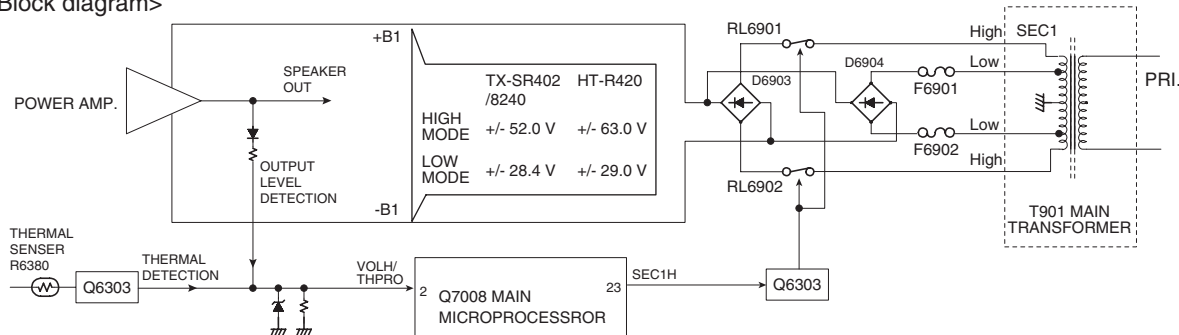 Block diagram>
RL6901
High
SEC1
+B1
Low
D6903
D6904
SPEAKER
OUT
TX-SR402
/8240
HT-R420
F6901
PRI.
POWER AMP.
HIGH
MODE
+/- 52.0 V
+/- 63.0 V
Low
LOW
MODE
+/- 28.4 V
+/- 29.0 V
F6902
OUTPUT
LEVEL
DETECTION
High
RL6902
-B1
T901 MAIN
TRANSFORMER
THERMAL
SENSER
R6380
THERMAL
DETECTION
VOLH/
THPRO
SEC1H
Q6303
2
Q7008 MAIN
MICROPROCESSROR
23
Q6303